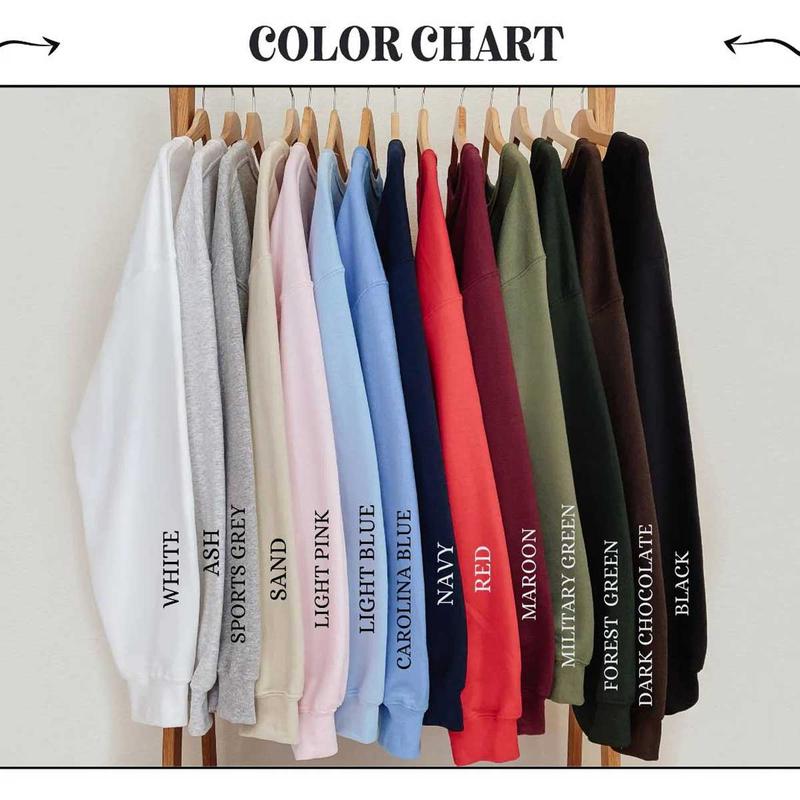 COLOR CHART
WHITE
ASH
SPORTS GREY
SAND
LIGHT PINK
LIGHT BLUE
CAROLINA BLUE
NAVY
RED
MAROON
MILITARY GREEN
FOREST GREEN
DARK CHOCOLATE
BLACK